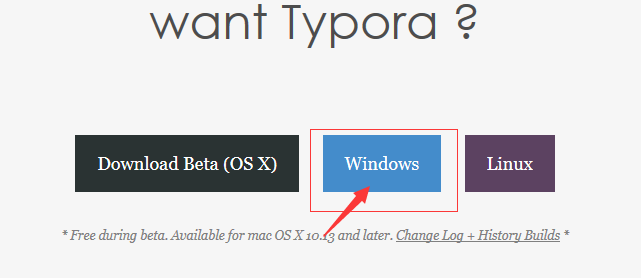 want Typora ?
Download Beta (OS X) Windows Linux
* Free during beta. Available for mac OS X 10.13 and later. Change Log + History Builds *